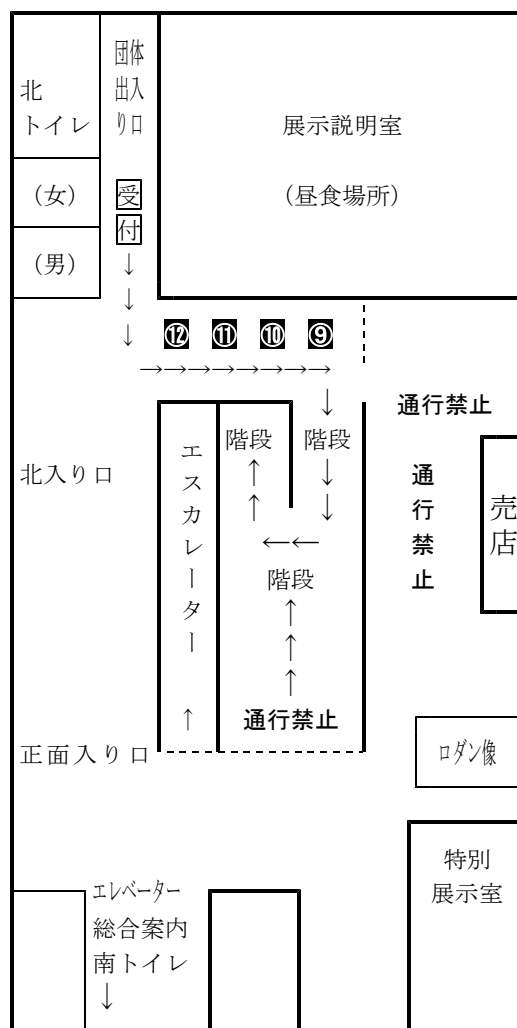 団体
出入
り口
北
トイレ
展示説明室
(女)
受
付
(昼食場所)
(男)
↓
↓
↓
⑫ ⑪ ⑩ ⑨
→→→→→→→→
↓
通行禁止
階段 階段
エスカレーター
北入り口
↑ ↓
↑ ↓
通行禁止
売店
←←
階段
↑
↑
↑
↑
通行禁止
正面入り口
ロダン像
特別
展示室
エレベーター
総合案内
南トイレ
↓